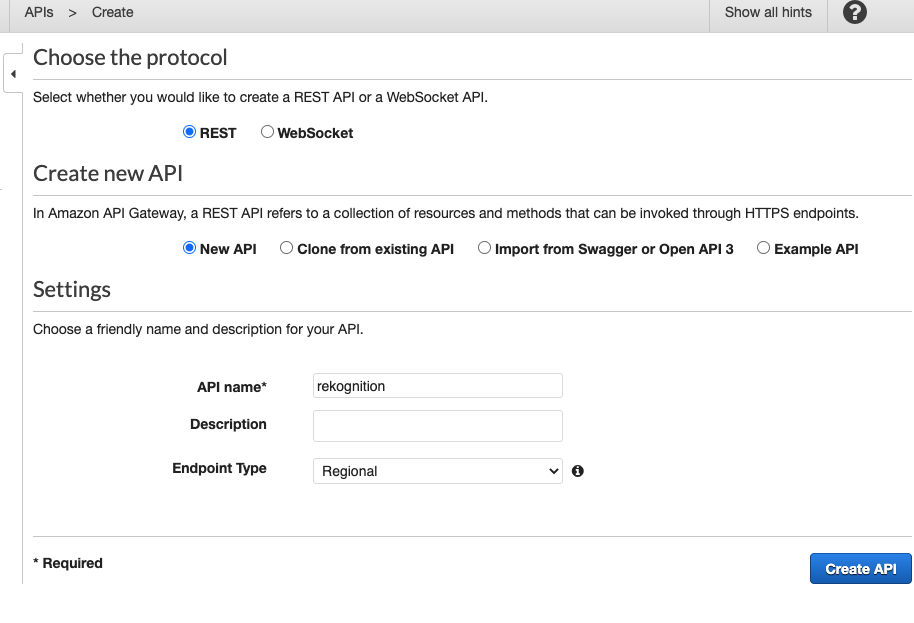 APIs > Create Show all hints ?
Choose the protocol
Select whether you would like to create a REST API or a WebSocket API.
REST WebSocket
Create new API
In Amazon API Gateway, a REST API refers to a collection of resources and methods that can be invoked through HTTPS endpoints.
New API Clone from existing API Import from Swagger or Open API 3 Example API
Settings
Choose a friendly name and description for your API.
API name* rekognition
Description
Endpoint Type Regional
* Required Create API